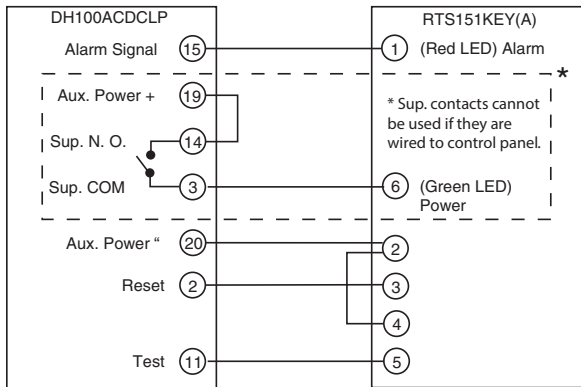 DH100ACDCLP
RTS151KEY(A)
Alarm Signal 15
1 (Red LED) Alarm
*
Aux. Power + 19
* Sup. contacts cannot
be used if they are
wired to control panel.
Sup. N. O. 14
Sup. COM 3
6 (Green LED)
Power
Aux. Power “ 20
2
Reset 2
3
4
Test 11
5